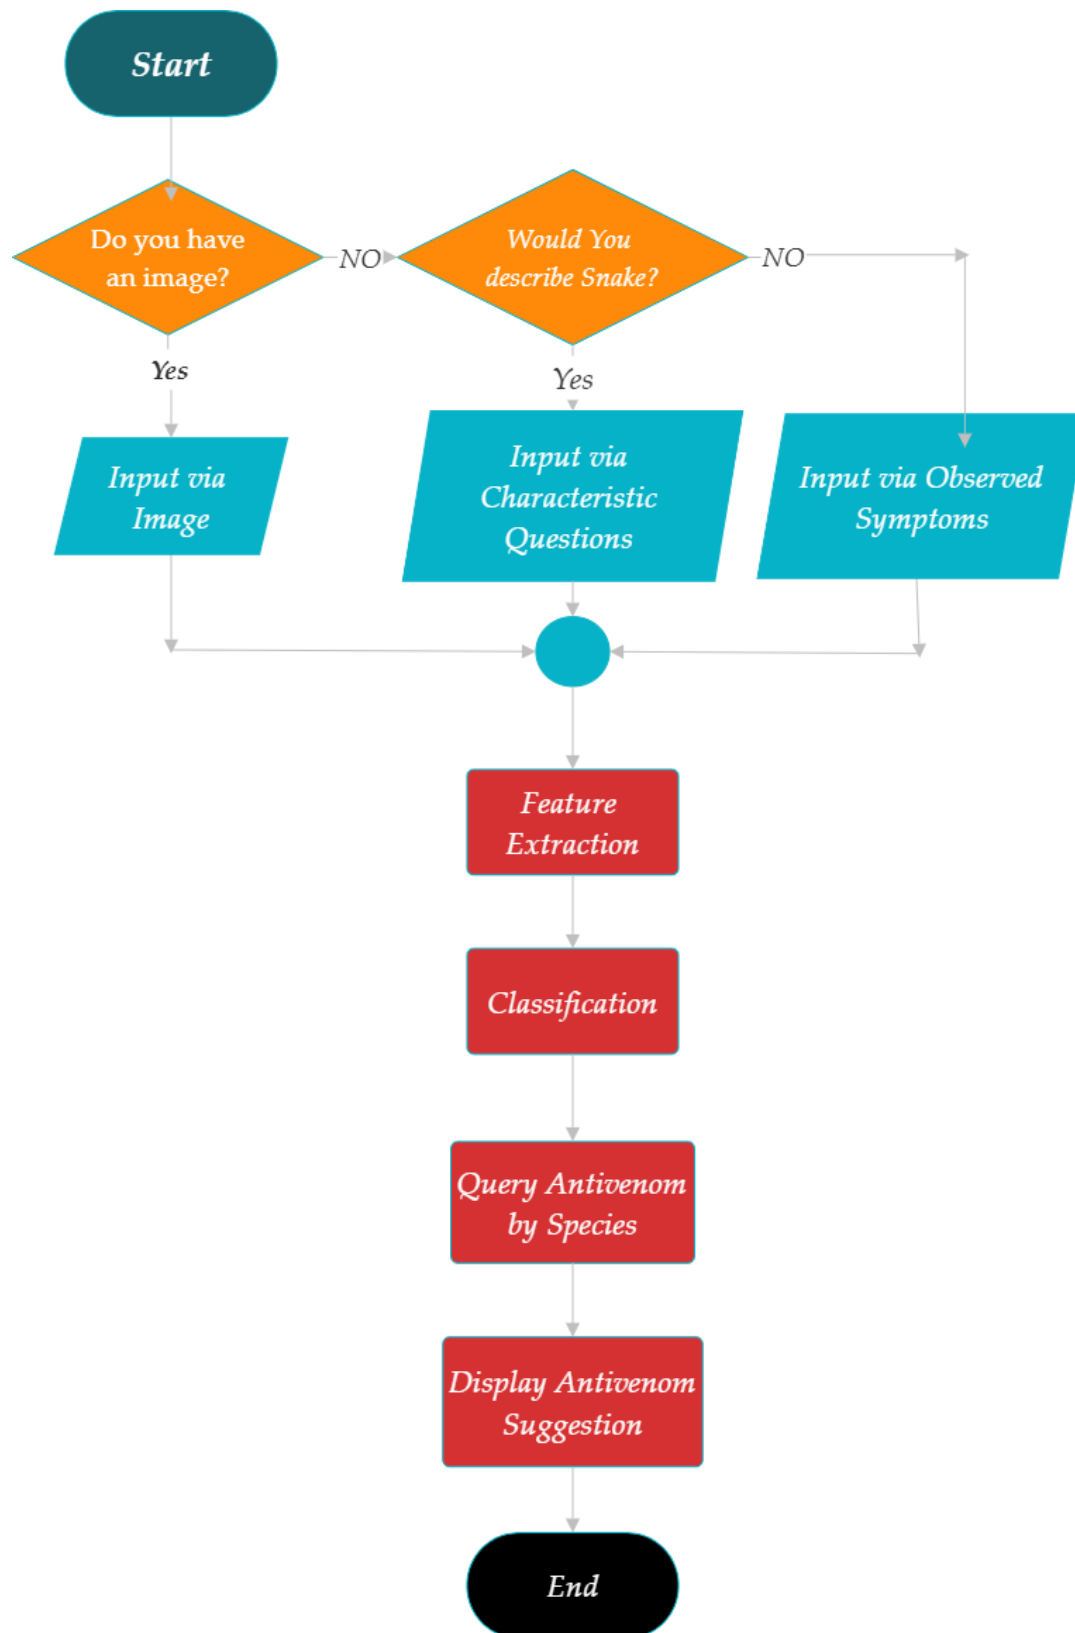 Start
Do you have
an image?
NO
Would You
describe Snake?
NO
Yes
Yes
Input via
Image
Input via
Characteristic
Questions
Input via Observed
Symptoms
Feature
Extraction
Classification
Query Antivenom
by Species
Display Antivenom
Suggestion
End